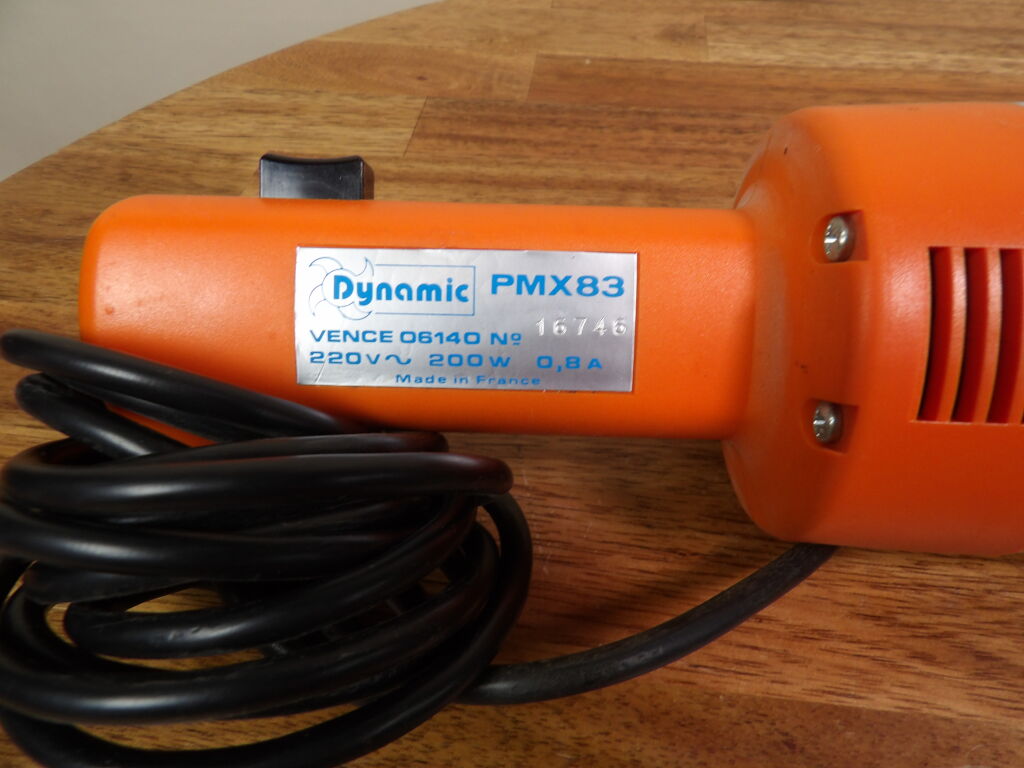 Dynamic PMX83
VENCE 06140 Nº 16746
220V~ 200W 0,8A
Made in France